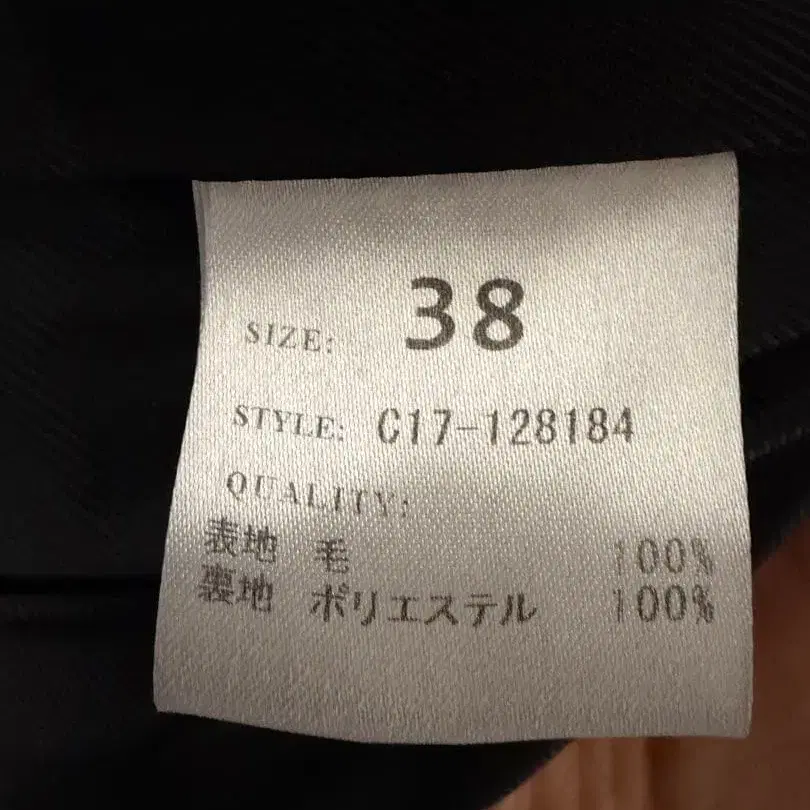 SIZE: 38
STYLE: C17-128184
QUALITY:
表地 毛 100%
裏地 ポリエステル 100%